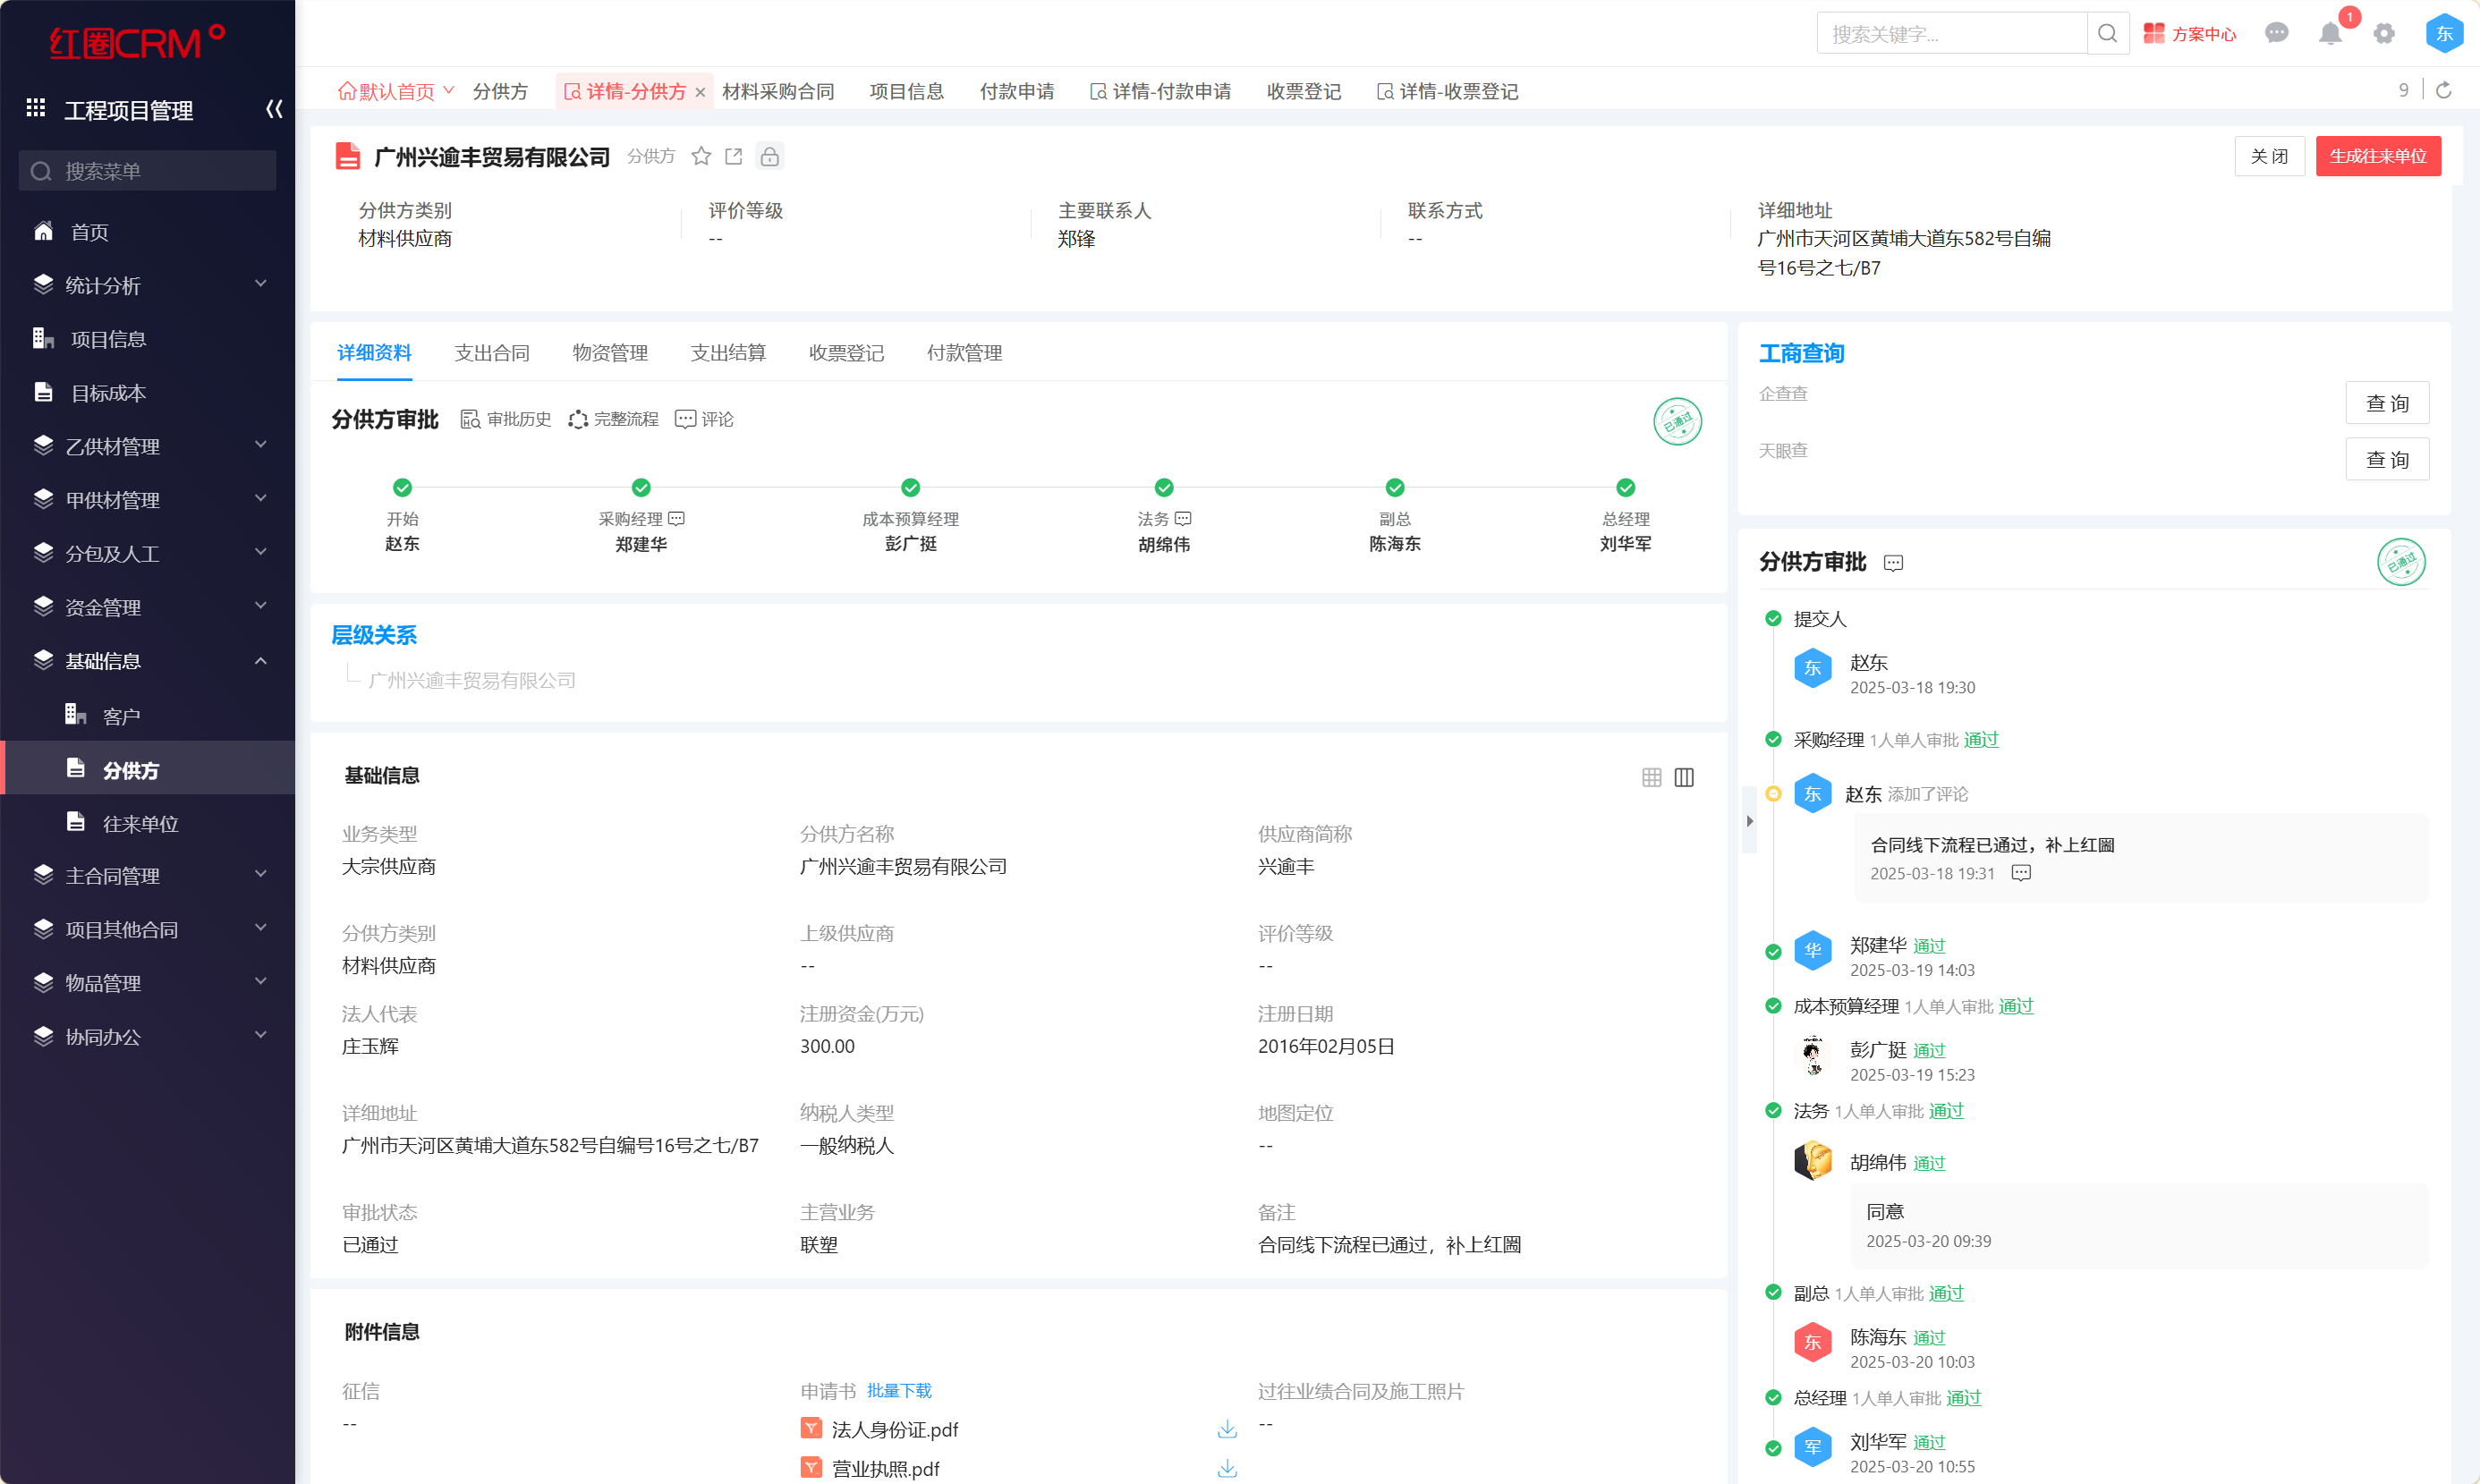 红圈CRM
搜索关键字...
方案中心
1
东
工程项目管理
搜索菜单
首页
统计分析
项目信息
目标成本
乙供材管理
甲供材管理
分包及人工
资金管理
基础信息
客户
分供方
往来单位
主合同管理
项目其他合同
物品管理
协同办公
默认首页 分供方 详情-分供方 材料采购合同 项目信息 付款申请 详情-付款申请 收票登记 详情-收票登记 9
广州兴逾丰贸易有限公司 分供方 关闭 生成往来单位
分供方类别 评价等级 主要联系人 联系方式 详细地址
材料供应商 -- 郑锋 -- 广州市天河区黄埔大道东582号自编
号16号之七/B7
详细资料 支出合同 物资管理 支出结算 收票登记 付款管理
分供方审批 审批历史 完整流程 评论 已通过
开始 采购经理 成本预算经理 法务 副总 总经理
赵东 郑建华 彭广挺 胡绵伟 陈海东 刘华军
层级关系
广州兴逾丰贸易有限公司
基础信息
业务类型 分供方名称 供应商简称
大宗供应商 广州兴逾丰贸易有限公司 兴逾丰
分供方类别 上级供应商 评价等级
材料供应商 -- --
法人代表 注册资金(万元) 注册日期
庄玉辉 300.00 2016年02月05日
详细地址 纳税人类型 地图定位
广州市天河区黄埔大道东582号自编号16号之七/B7 一般纳税人 --
审批状态 主营业务 备注
已通过 联塑 合同线下流程已通过，补上红圈
附件信息
征信 申请书 批量下载 过往业绩合同及施工照片
-- 法人身份证.pdf --
营业执照.pdf
工商查询
企查查 查询
天眼查 查询
分供方审批 已通过
提交人
东 赵东
2025-03-18 19:30
采购经理 1人单人审批 通过
东 赵东 添加了评论
合同线下流程已通过，补上红圈
2025-03-18 19:31
华 郑建华 通过
2025-03-19 14:03
成本预算经理 1人单人审批 通过
彭广挺 通过
2025-03-19 15:23
法务 1人单人审批 通过
胡绵伟 通过
同意
2025-03-20 09:39
副总 1人单人审批 通过
东 陈海东 通过
2025-03-20 10:03
总经理 1人单人审批 通过
军 刘华军 通过
2025-03-20 10:55